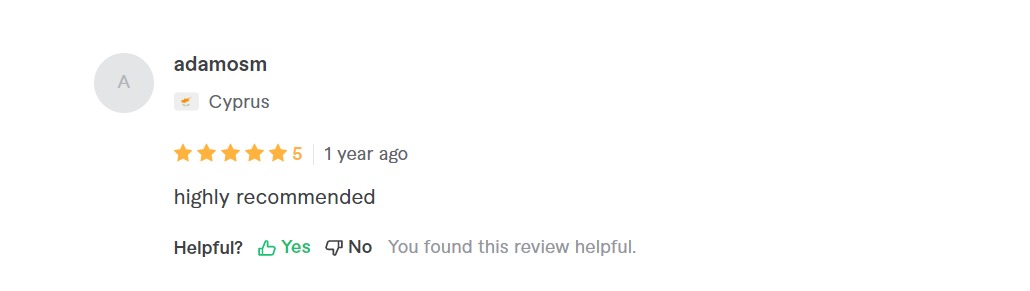 A
adamosm
Cyprus
5 1 year ago
highly recommended
Helpful? Yes No You found this review helpful.